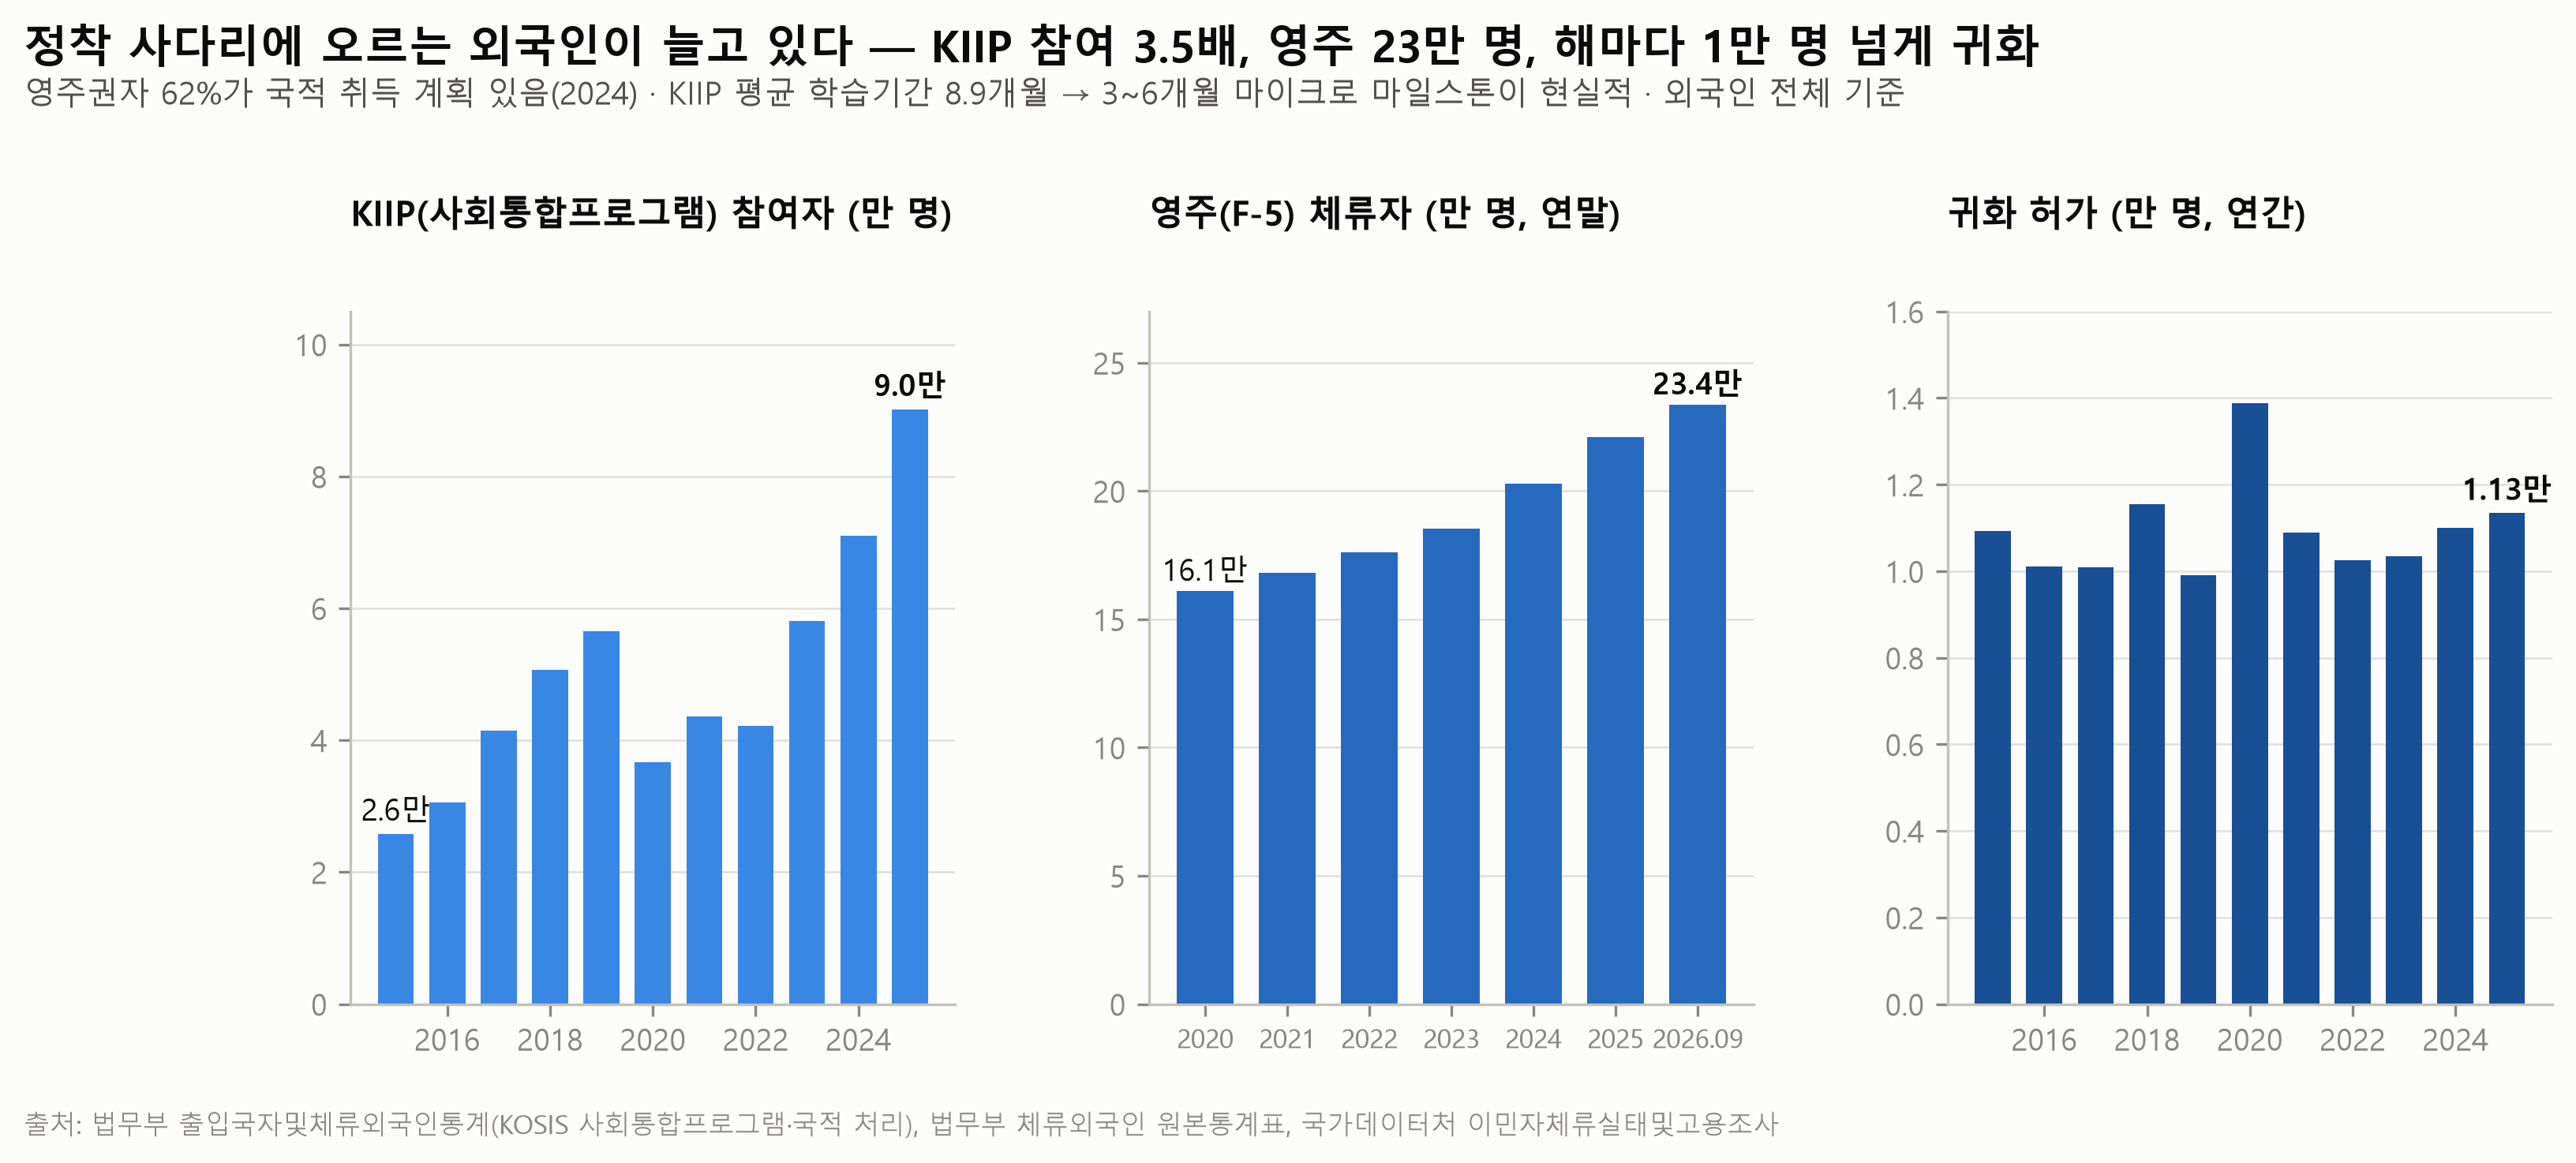 정착 사다리에 오르는 외국인이 늘고 있다 — KIIP 참여 3.5배, 영주 23만 명, 해마다 1만 명 넘게 귀화
영주권자 62%가 국적 취득 계획 있음(2024) · KIIP 평균 학습기간 8.9개월 → 3~6개월 마이크로 마일스톤이 현실적 · 외국인 전체 기준
KIIP(사회통합프로그램) 참여자 (만 명)
10
8
6
4
2
0
2.6만
9.0만
2016 2018 2020 2022 2024
영주(F-5) 체류자 (만 명, 연말)
25
20
15
10
5
0
16.1만
23.4만
2020 2021 2022 2023 2024 2025 2026.09
귀화 허가 (만 명, 연간)
1.6
1.4
1.2
1.0
0.8
0.6
0.4
0.2
0.0
1.13만
2016 2018 2020 2022 2024
출처: 법무부 출입국자및체류외국인통계(KOSIS 사회통합프로그램·국적 처리), 법무부 체류외국인 원본통계표, 국가데이터처 이민자체류실태및고용조사